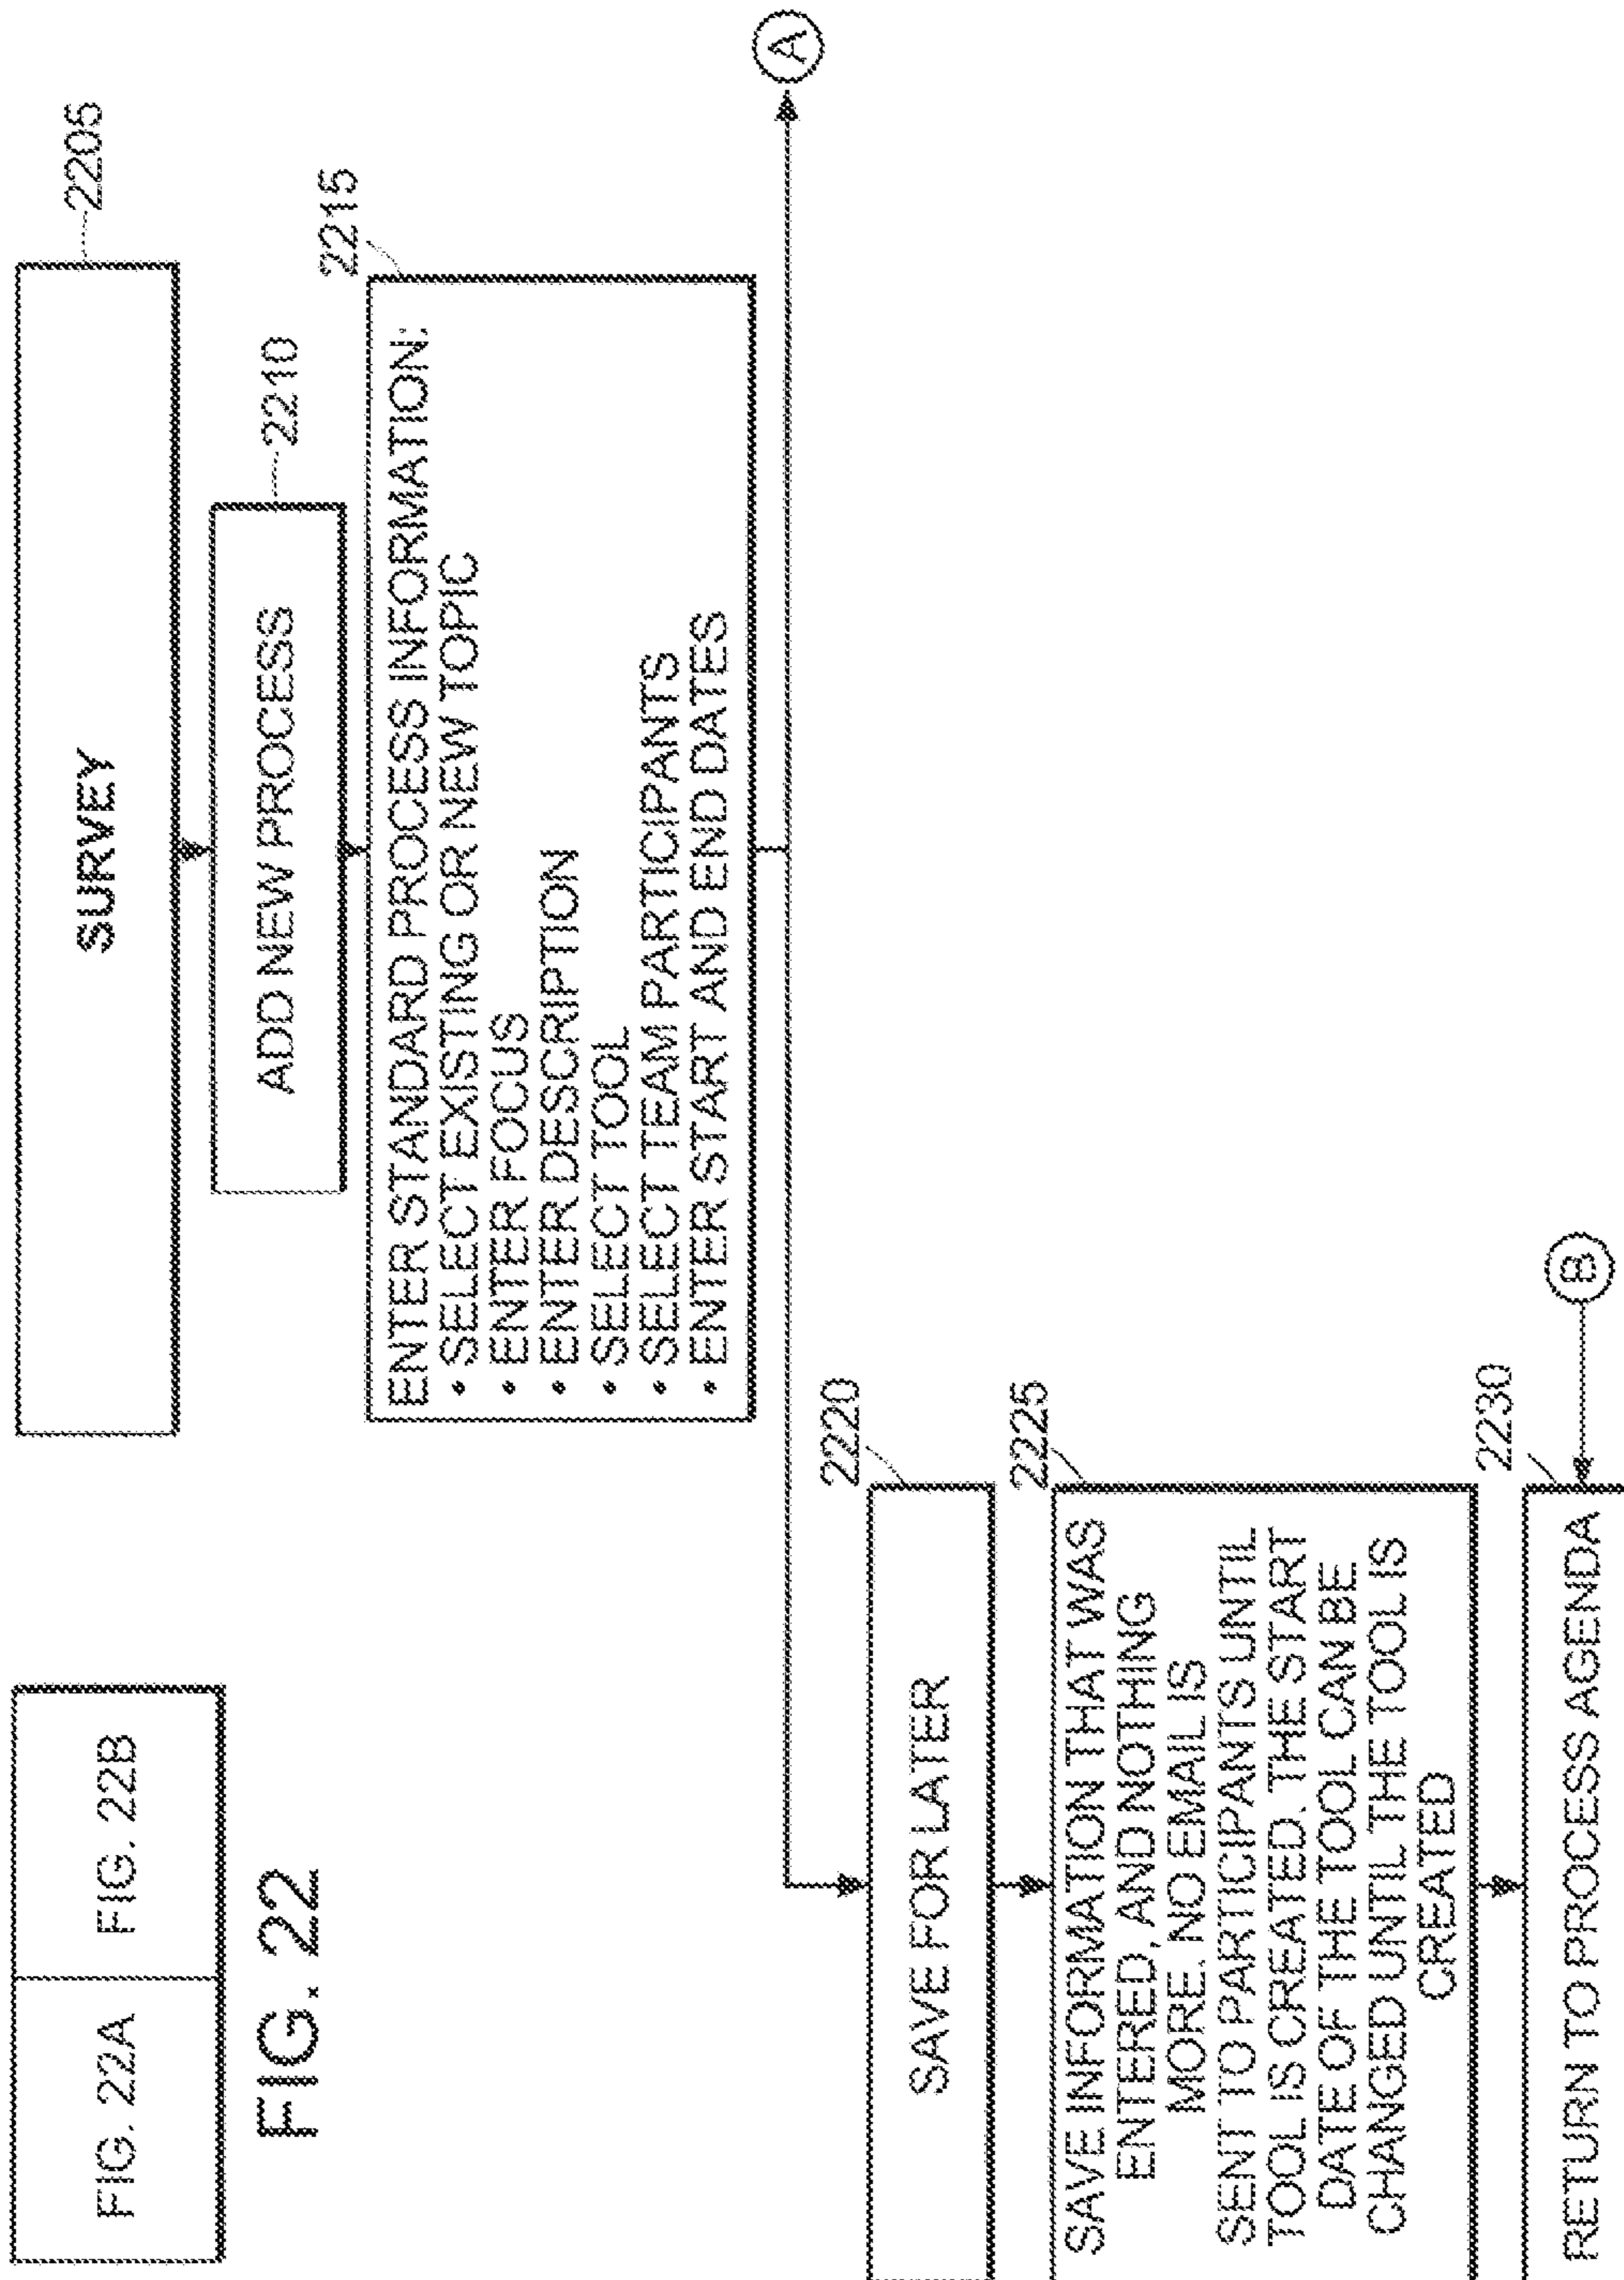 FIG. 22A
FIG. 22B
FIG. 22
SURVEY
2205
ADD NEW PROCESS
2210
2215
ENTER STANDARD PROCESS INFORMATION:
• SELECT EXISTING OR NEW TOPIC
• ENTER FOCUS
• ENTER DESCRIPTION
• SELECT TOOL
• SELECT TEAM PARTICIPANTS
• ENTER START AND END DATES
A
2220
SAVE FOR LATER
2225
SAVE INFORMATION THAT WAS
ENTERED, AND NOTHING
MORE. NO EMAIL IS
SENT TO PARTICIPANTS UNTIL
TOOL IS CREATED. THE START
DATE OF THE TOOL CAN BE
CHANGED UNTIL THE TOOL IS
CREATED
2230
RETURN TO PROCESS AGENDA
B